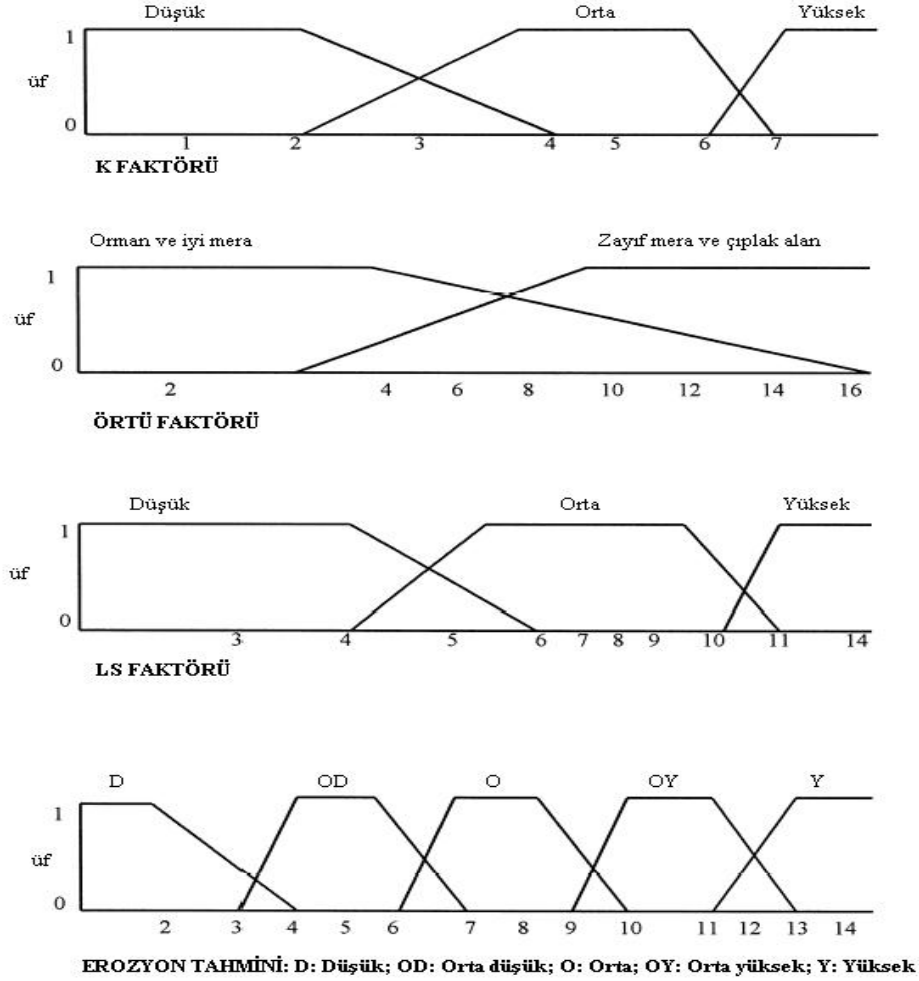 Düşük Orta Yüksek
1
üf
0
1 2 3 4 5 6 7
K FAKTÖRÜ
Orman ve iyi mera Zayıf mera ve çıplak alan
1
üf
0
2 4 6 8 10 12 14 16
ÖRTÜ FAKTÖRÜ
Düşük Orta Yüksek
1
üf
0
3 4 5 6 7 8 9 10 11 14
LS FAKTÖRÜ
D OD O OY Y
1
üf
0
2 3 4 5 6 7 8 9 10 11 12 13 14
EROZYON TAHMİNİ: D: Düşük; OD: Orta düşük; O: Orta; OY: Orta yüksek; Y: Yüksek